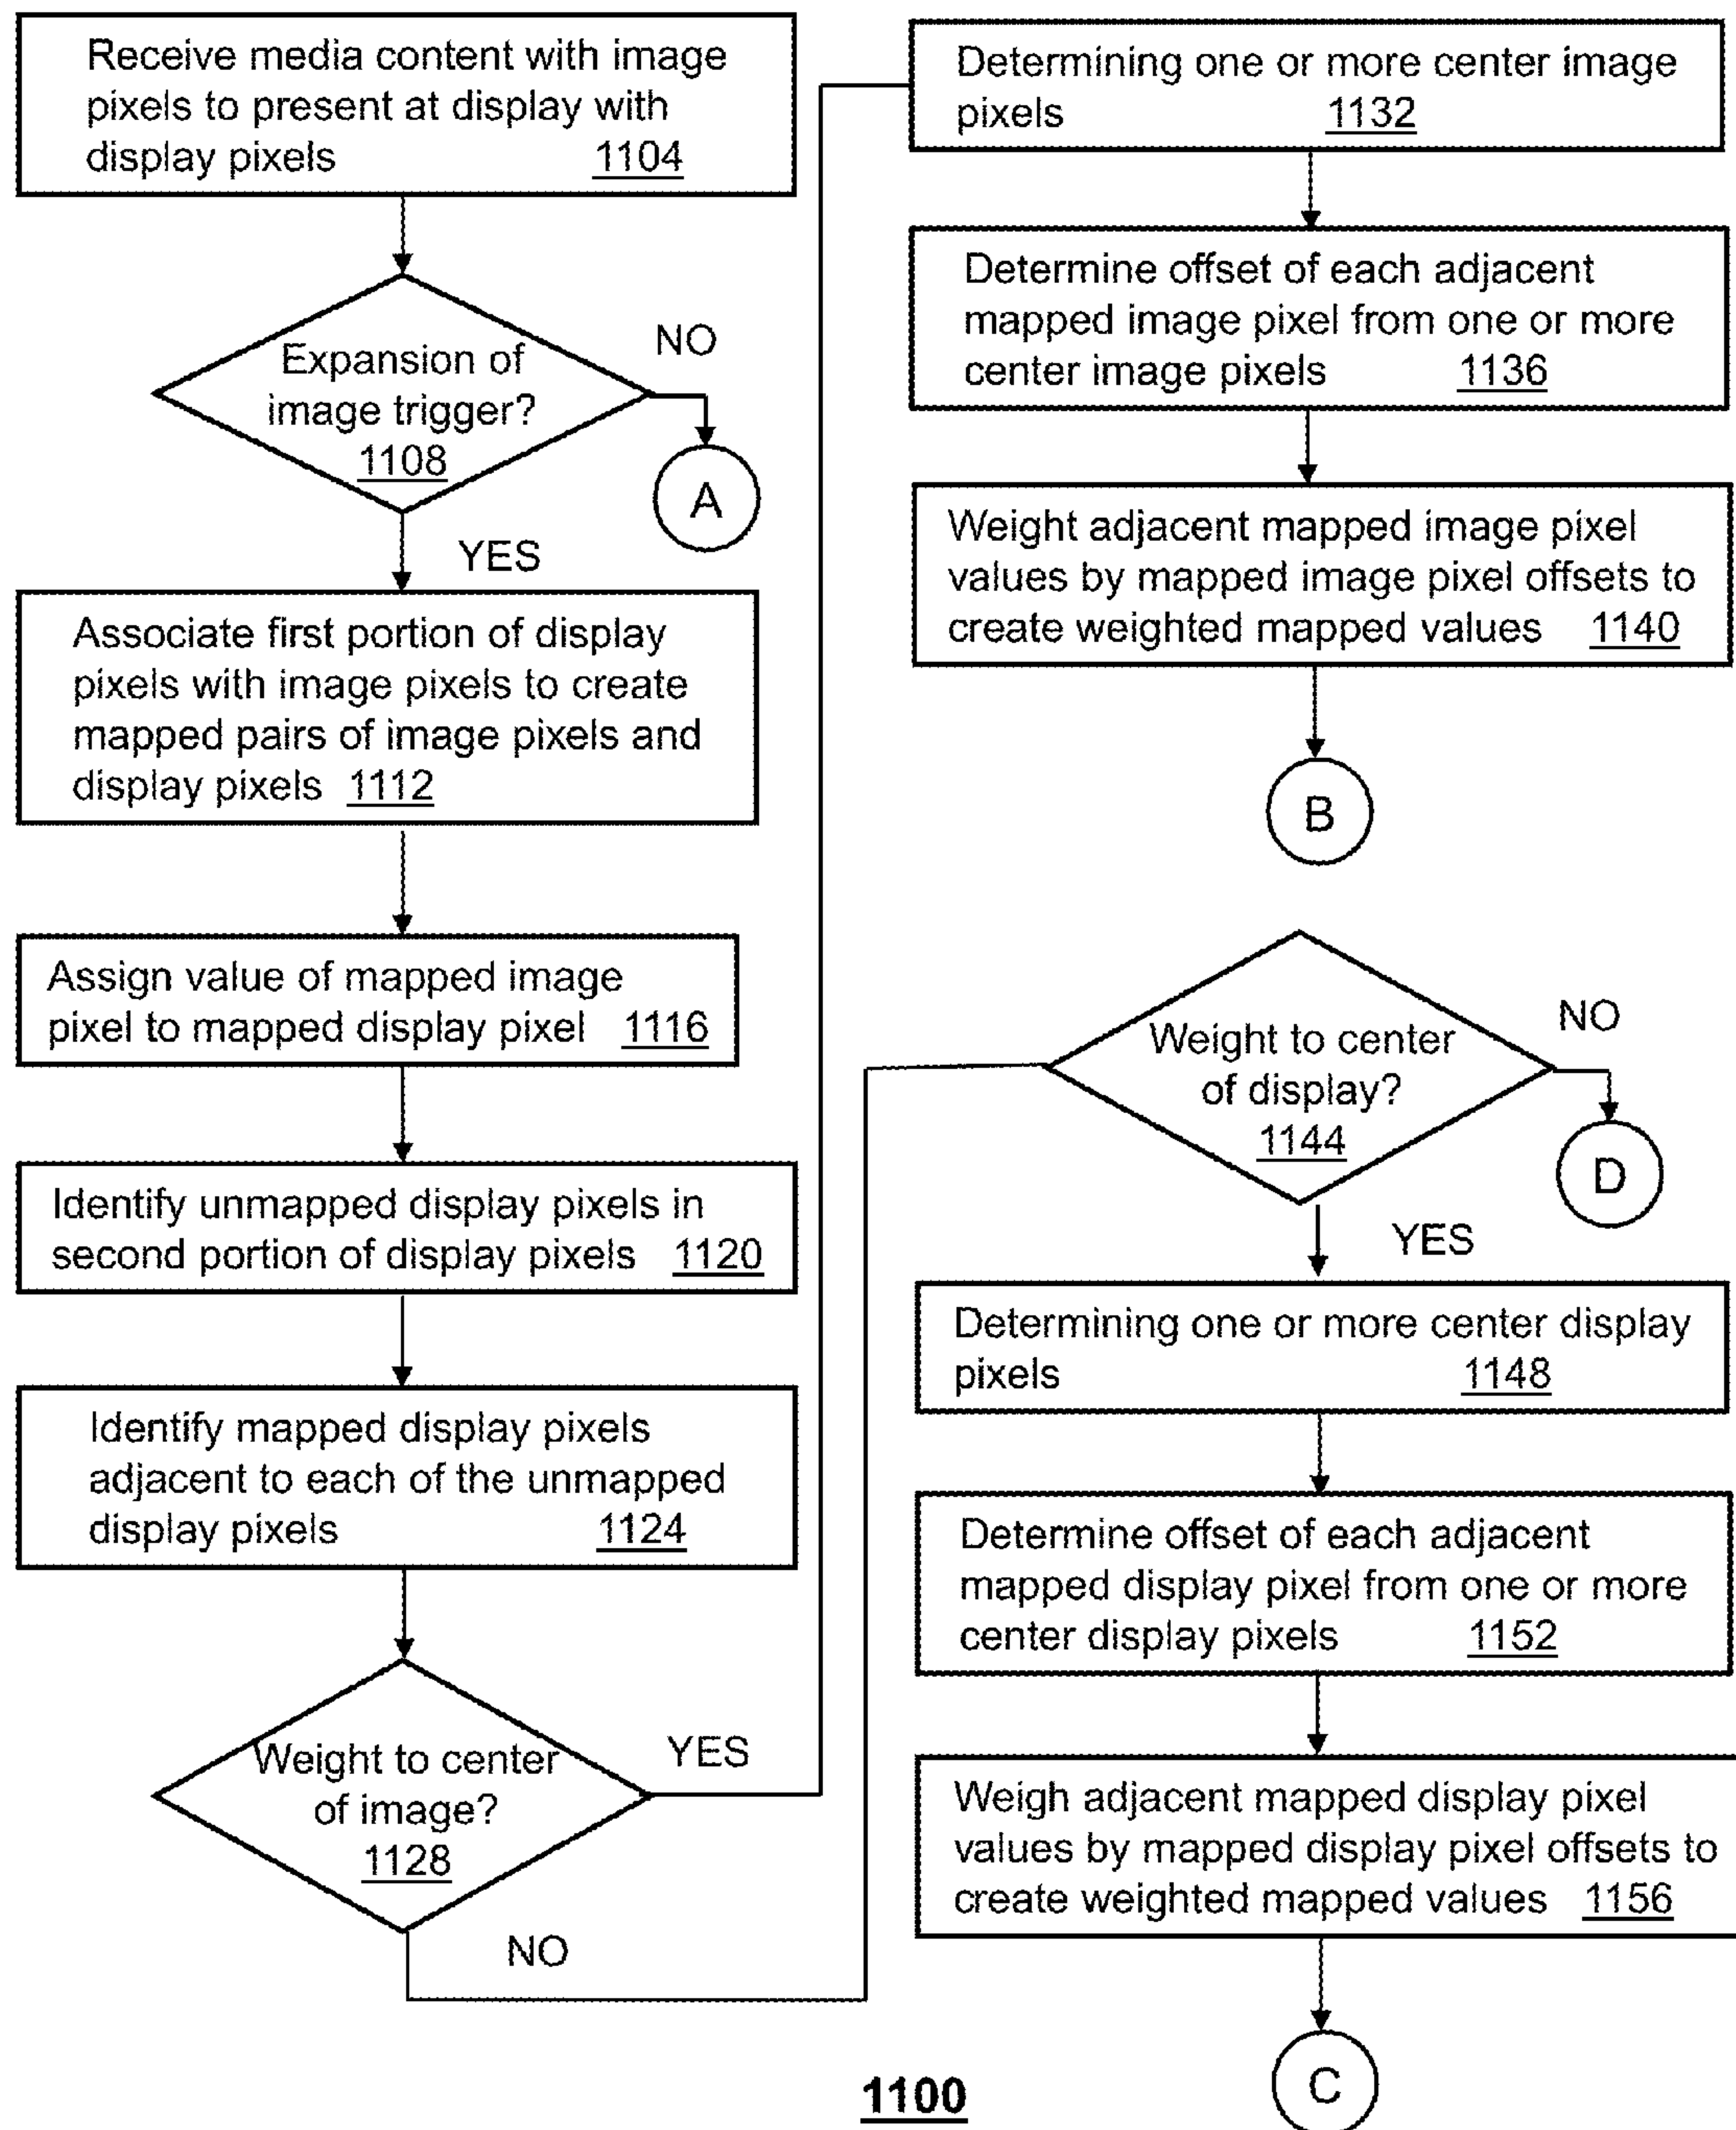 Receive media content with image
pixels to present at display with
display pixels 1104
Expansion of
image trigger?
1108
NO
A
YES
Associate first portion of display
pixels with image pixels to create
mapped pairs of image pixels and
display pixels 1112
Assign value of mapped image
pixel to mapped display pixel 1116
Identify unmapped display pixels in
second portion of display pixels 1120
Identify mapped display pixels
adjacent to each of the unmapped
display pixels 1124
Weight to center
of image?
1128
YES
NO
Determining one or more center image
pixels 1132
Determine offset of each adjacent
mapped image pixel from one or more
center image pixels 1136
Weight adjacent mapped image pixel
values by mapped image pixel offsets to
create weighted mapped values 1140
B
Weight to center
of display?
1144
NO
D
YES
Determining one or more center display
pixels 1148
Determine offset of each adjacent
mapped display pixel from one or more
center display pixels 1152
Weigh adjacent mapped display pixel
values by mapped display pixel offsets to
create weighted mapped values 1156
C
1100